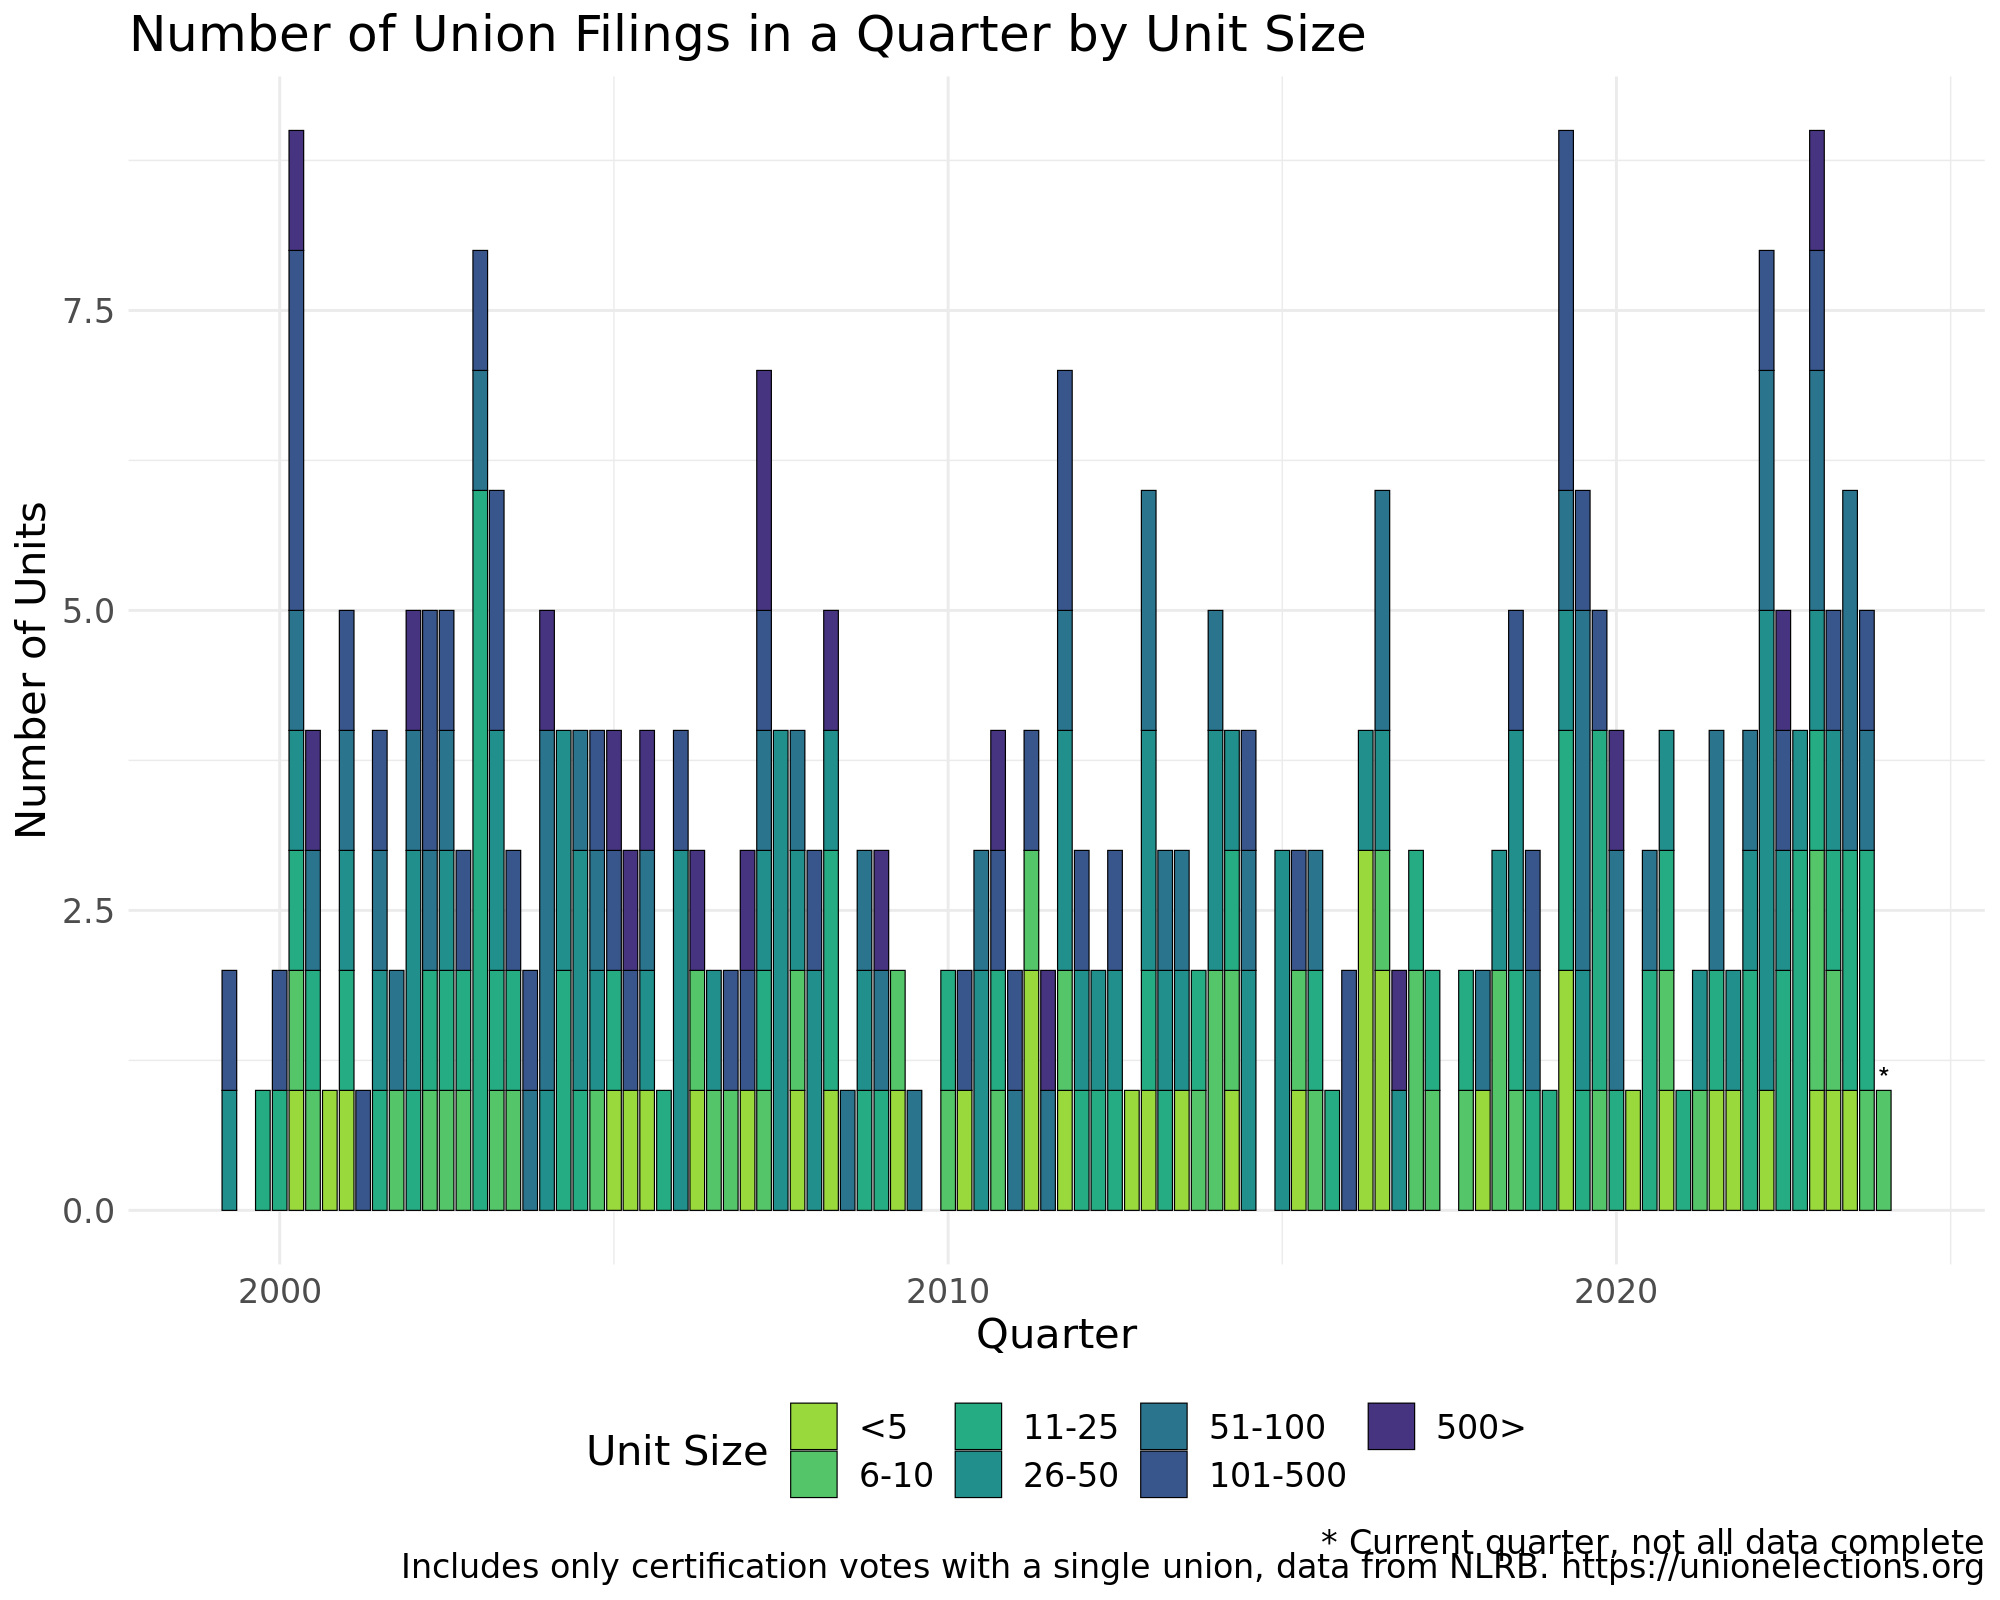 Number of Union Filings in a Quarter by Unit Size
Number of Units
7.5
5.0
2.5
0.0
*
2000 2010 2020
Quarter
Unit Size
<5 11-25 51-100 500>
6-10 26-50 101-500
* Current quarter, not all data complete
Includes only certification votes with a single union, data from NLRB. https://unionelections.org